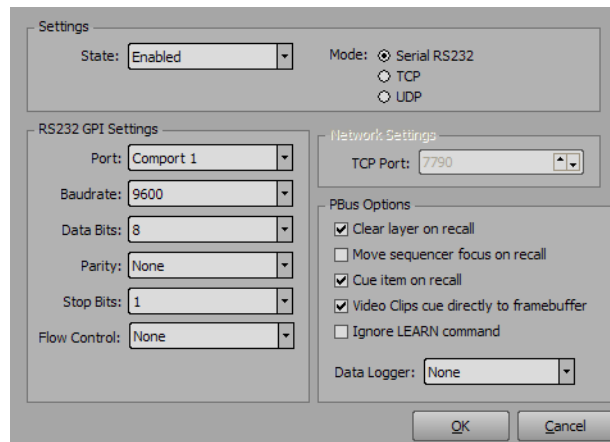 Settings
State: Enabled
Mode: Serial RS232
TCP
UDP
RS232 GPI Settings
Port: Comport 1
Baudrate: 9600
Data Bits: 8
Parity: None
Stop Bits: 1
Flow Control: None
Network Settings
TCP Port: 7790
PBus Options
Clear layer on recall
Move sequencer focus on recall
Cue item on recall
Video Clips cue directly to framebuffer
Ignore LEARN command
Data Logger: None
OK
Cancel